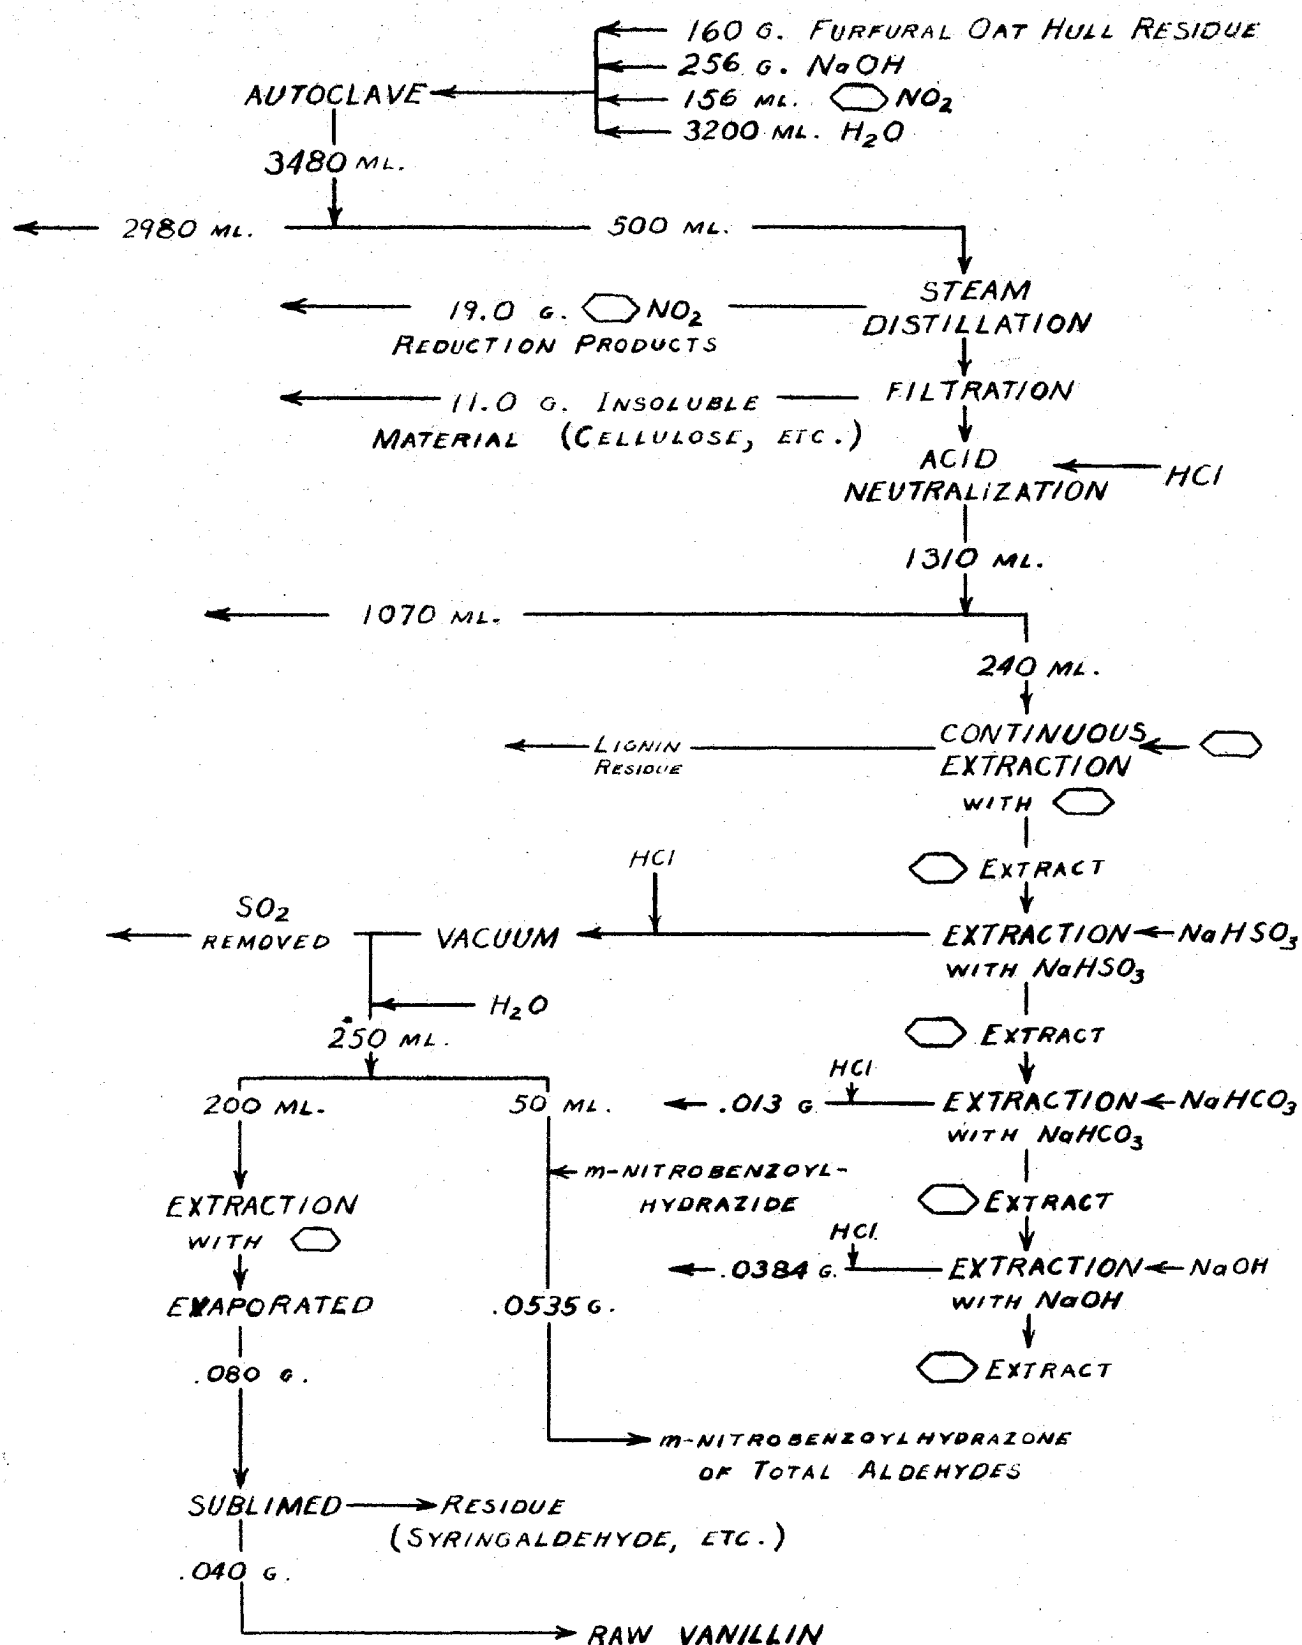 160 G. FURFURAL OAT HULL RESIDUE
256 G. NaOH
AUTOCLAVE
156 ML. NO2
3200 ML. H2O
3480 ML.
2980 ML.
500 ML.
STEAM
DISTILLATION
19.0 G. NO2
REDUCTION PRODUCTS
FILTRATION
11.0 G. INSOLUBLE
MATERIAL (CELLULOSE, ETC.)
ACID
NEUTRALIZATION
HCl
1310 ML.
1070 ML.
240 ML.
CONTINUOUS
EXTRACTION
WITH
LIGNIN
RESIDUE
EXTRACT
HCl
SO2
REMOVED
VACUUM
EXTRACTION
WITH NaHSO3
NaHSO3
H2O
250 ML.
EXTRACT
HCl
200 ML.
50 ML.
.013 G.
EXTRACTION
WITH NaHCO3
NaHCO3
m-NITROBENZOYL-
HYDRAZIDE
EXTRACT
EXTRACTION
WITH
HCl.
.0384 G.
EXTRACTION
WITH NaOH
NaOH
EVAPORATED
.0535 G.
.080 G.
EXTRACT
m-NITROBENZOYLHYDRAZONE
OF TOTAL ALDEHYDES
SUBLIMED
RESIDUE
(SYRINGALDEHYDE, ETC.)
.040 G.
RAW VANILLIN